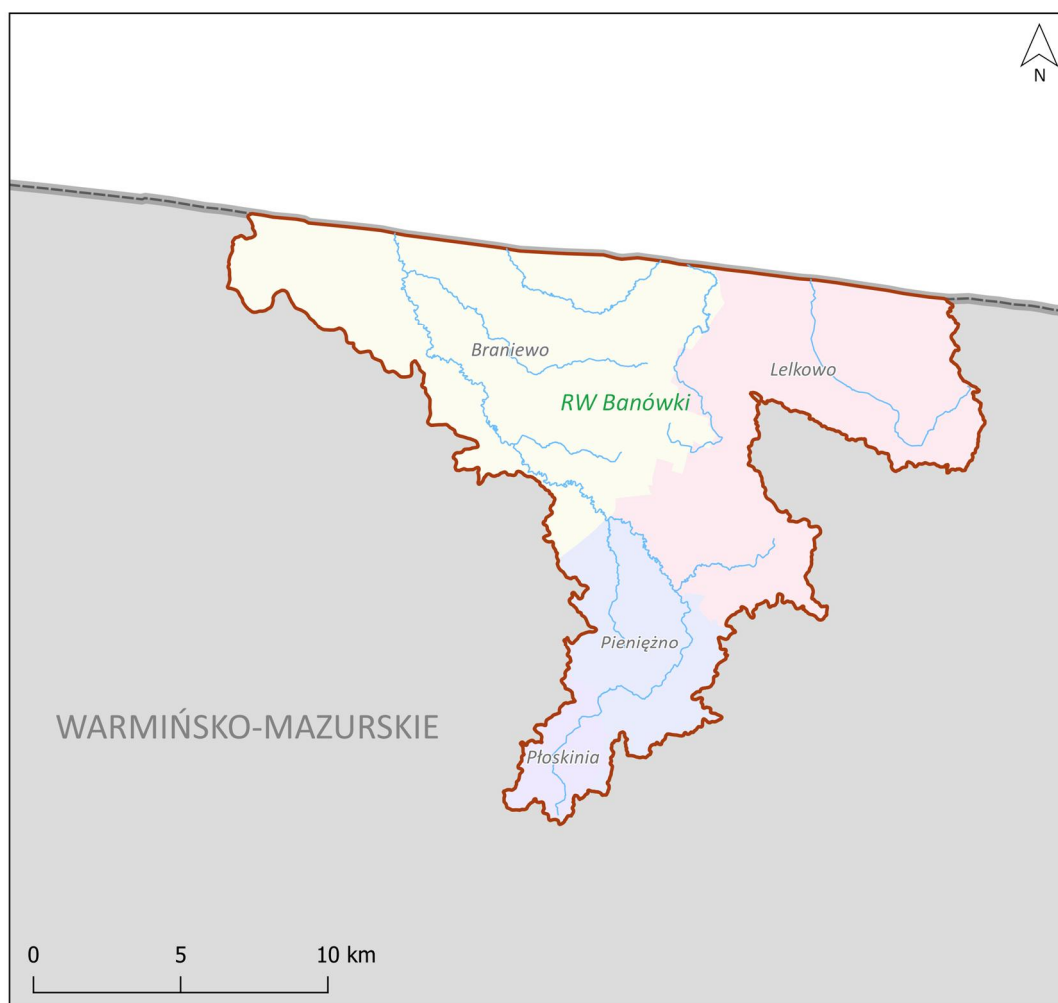 N
Braniewo
Lelkowo
RW Banówki
Pieniężno
WARMIŃSKO-MAZURSKIE
Płoskinia
0 5 10 km